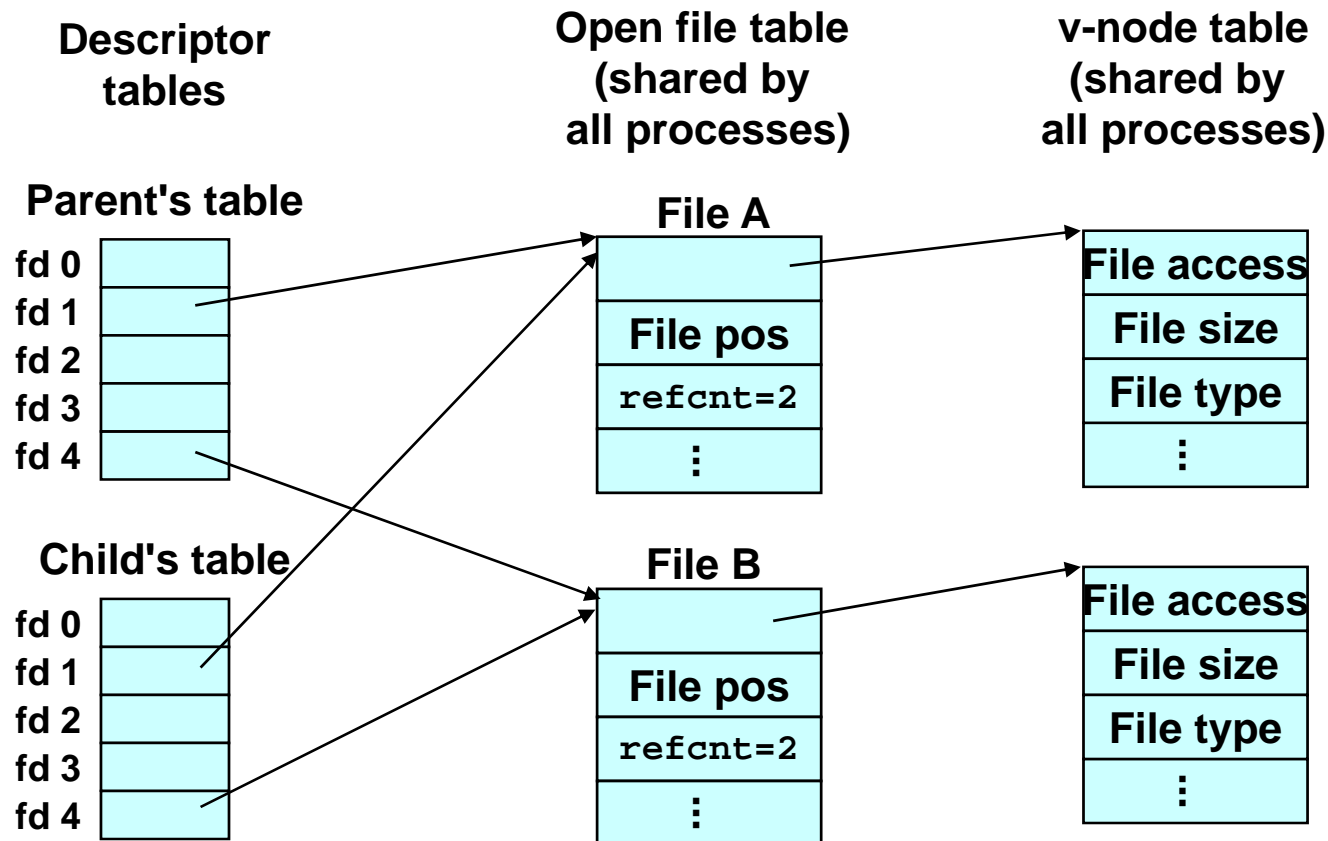 Descriptor
tables
Open file table
(shared by
all processes)
v-node table
(shared by
all processes)
Parent's table
fd 0
fd 1
fd 2
fd 3
fd 4
File A
File pos
refcnt=2
...
File access
File size
File type
...
Child's table
fd 0
fd 1
fd 2
fd 3
fd 4
File B
File pos
refcnt=2
...
File access
File size
File type
...